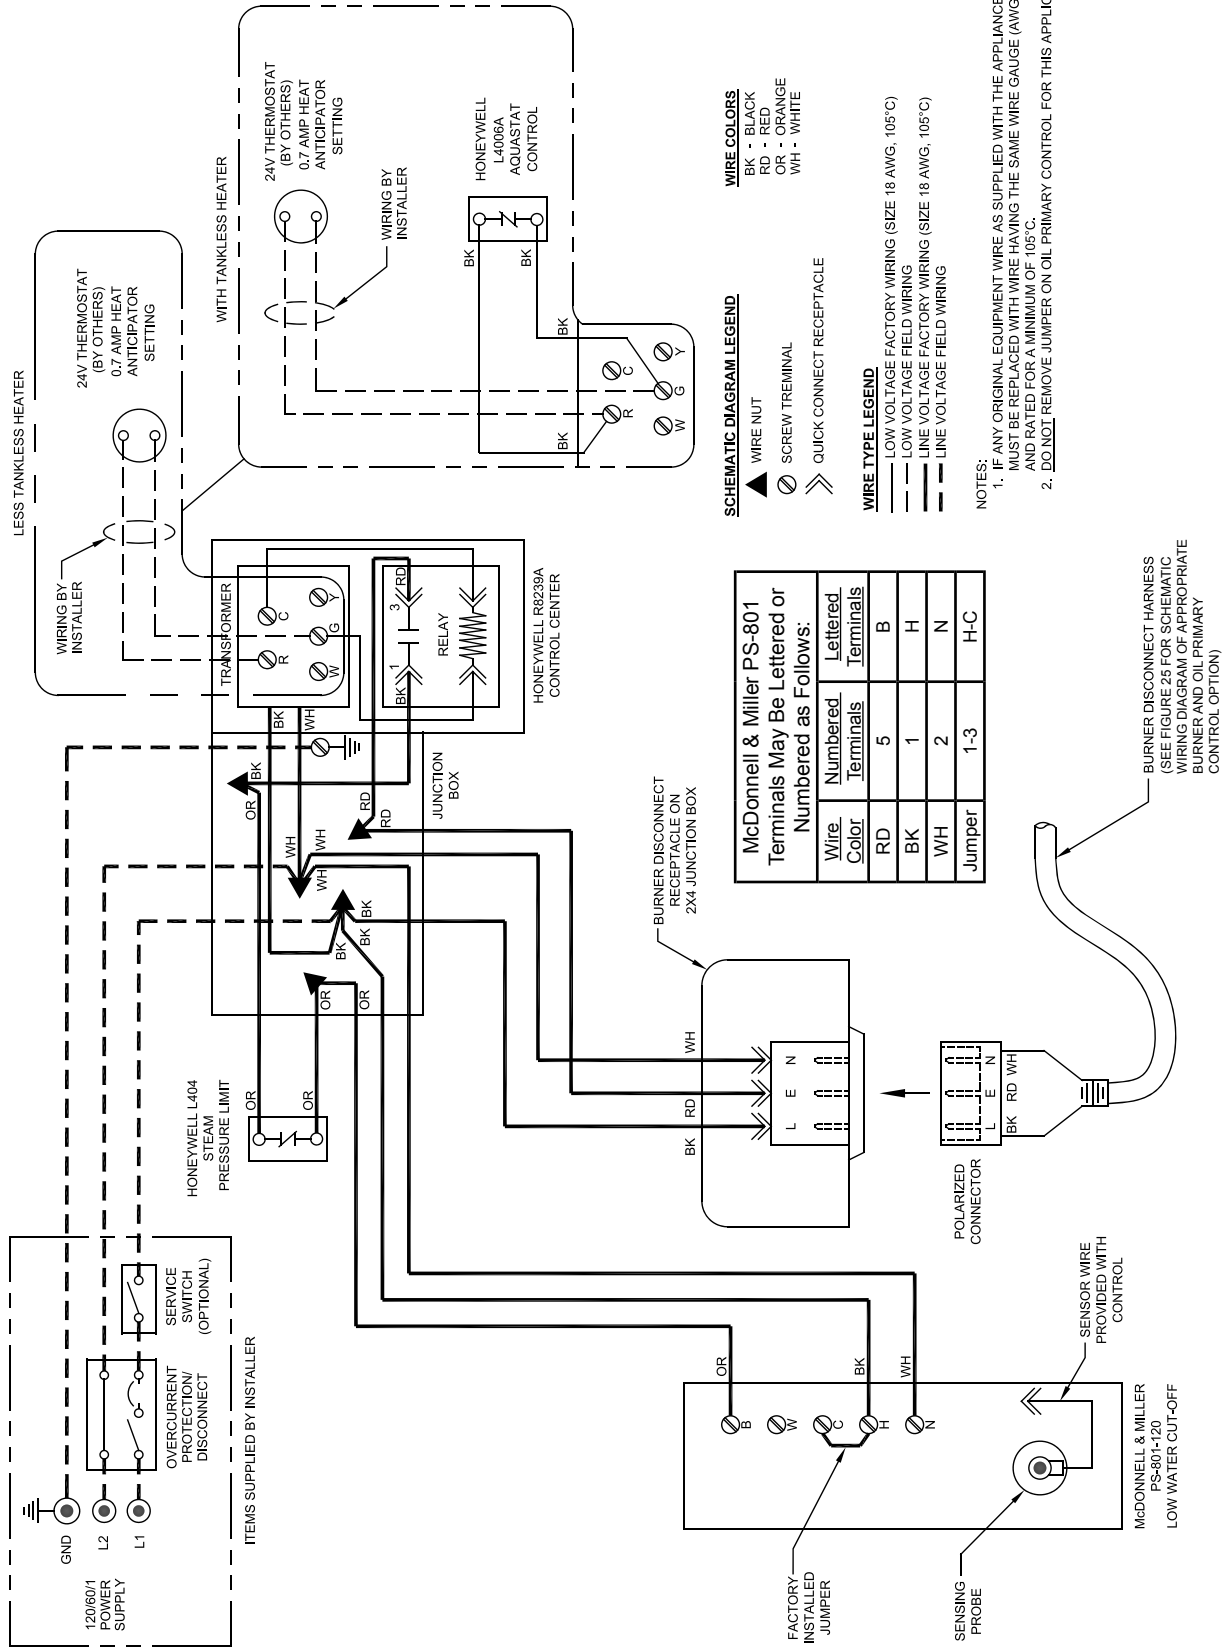 LESS TANKLESS HEATER
24V THERMOSTAT
(BY OTHERS)
0.7 AMP HEAT
ANTICIPATOR
SETTING
WIRING BY
INSTALLER
WITH TANKLESS HEATER
24V THERMOSTAT
(BY OTHERS)
0.7 AMP HEAT
ANTICIPATOR
SETTING
WIRING BY
INSTALLER
HONEYWELL
L4006A
AQUASTAT
CONTROL
BK
BK
BK
BK
R
C
W
G
Y
TRANSFORMER
R
C
W
G
Y
BK
WH
BK
1
3
RD
RELAY
HONEYWELL R8239A
CONTROL CENTER
JUNCTION
BOX
OR
BK
WH
WH
WH
RD
RD
BK
BK
BK
OR
OR
HONEYWELL L404
STEAM
PRESSURE LIMIT
OR
OR
120/60/1
POWER
SUPPLY
GND
L2
L1
OVERCURRENT
PROTECTION/
DISCONNECT
SERVICE
SWITCH
(OPTIONAL)
ITEMS SUPPLIED BY INSTALLER
BURNER DISCONNECT
RECEPTACLE ON
2X4 JUNCTION BOX
BK
RD
WH
L
E
N
POLARIZED
CONNECTOR
L
E
N
BK
RD
WH
BURNER DISCONNECT HARNESS
(SEE FIGURE 25 FOR SCHEMATIC
WIRING DIAGRAM OF APPROPRIATE
BURNER AND OIL PRIMARY
CONTROL OPTION)
OR
BK
WH
B
W
C
H
N
FACTORY
INSTALLED
JUMPER
SENSING
PROBE
SENSOR WIRE
PROVIDED WITH
CONTROL
McDONNELL & MILLER
PS-801-120
LOW WATER CUT-OFF
McDonnell & Miller PS-801
Terminals May Be Lettered or
Numbered as Follows:
Wire Color Numbered Terminals Lettered Terminals
RD 5 B
BK 1 H
WH 2 N
Jumper 1-3 H-C
SCHEMATIC DIAGRAM LEGEND
WIRE NUT
SCREW TREMINAL
QUICK CONNECT RECEPTACLE
WIRE COLORS
BK - BLACK
RD - RED
OR - ORANGE
WH - WHITE
WIRE TYPE LEGEND
LOW VOLTAGE FACTORY WIRING (SIZE 18 AWG, 105°C)
LOW VOLTAGE FIELD WIRING
LINE VOLTAGE FACTORY WIRING (SIZE 18 AWG, 105°C)
LINE VOLTAGE FIELD WIRING
NOTES:
1. IF ANY ORIGINAL EQUIPMENT WIRE AS SUPPLIED WITH THE APPLIANCE
MUST BE REPLACED WITH WIRE HAVING THE SAME WIRE GAUGE (AWG
AND RATED FOR A MINIMUM OF 105°C.
2. DO NOT REMOVE JUMPER ON OIL PRIMARY CONTROL FOR THIS APPLIC